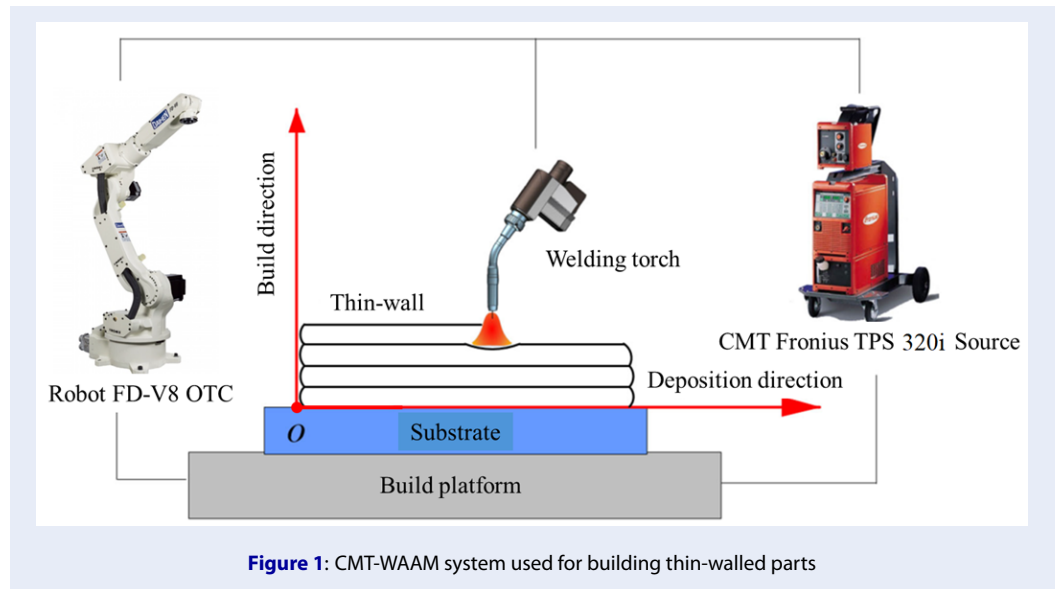 Build direction
Welding torch
Thin-wall
CMT Fronius TPS 320i Source
Robot FD-V8 OTC
Deposition direction
O
Substrate
Build platform
Figure 1: CMT-WAAM system used for building thin-walled parts